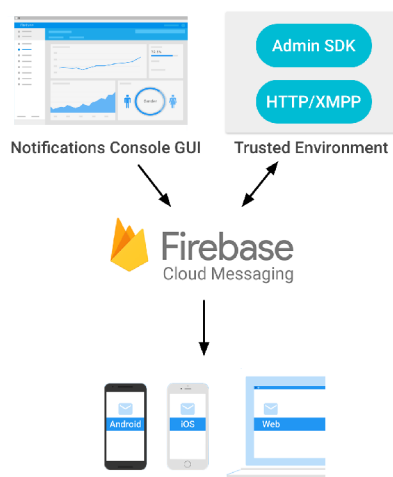 Admin SDK
HTTP/XMPP
Notifications Console GUI
Trusted Environment
Firebase
Cloud Messaging
Android
iOS
Web